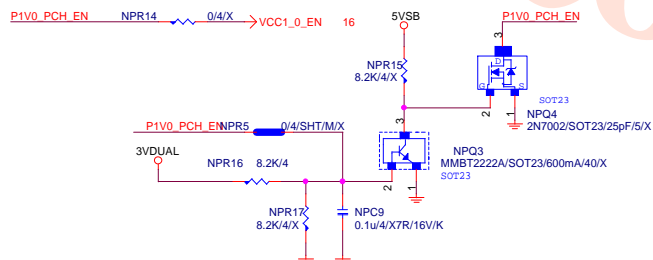 P1V0_PCH_EN NPR14 0/4/X VCC1_0_EN 16
5VSB
P1V0_PCH_EN
NPR15
8.2K/4/X
3
D
G S
2 1
SOT23
NPQ4
2N7002/SOT23/25pF/5/X
P1V0_PCH_EN NPR5 0/4/SHT/M/X
3VDUAL
NPR16 8.2K/4
3
2 1
NPQ3
MMBT2222A/SOT23/600mA/40/X
SOT23
NPR17
8.2K/4/X
NPC9
0.1u/4/X7R/16V/K